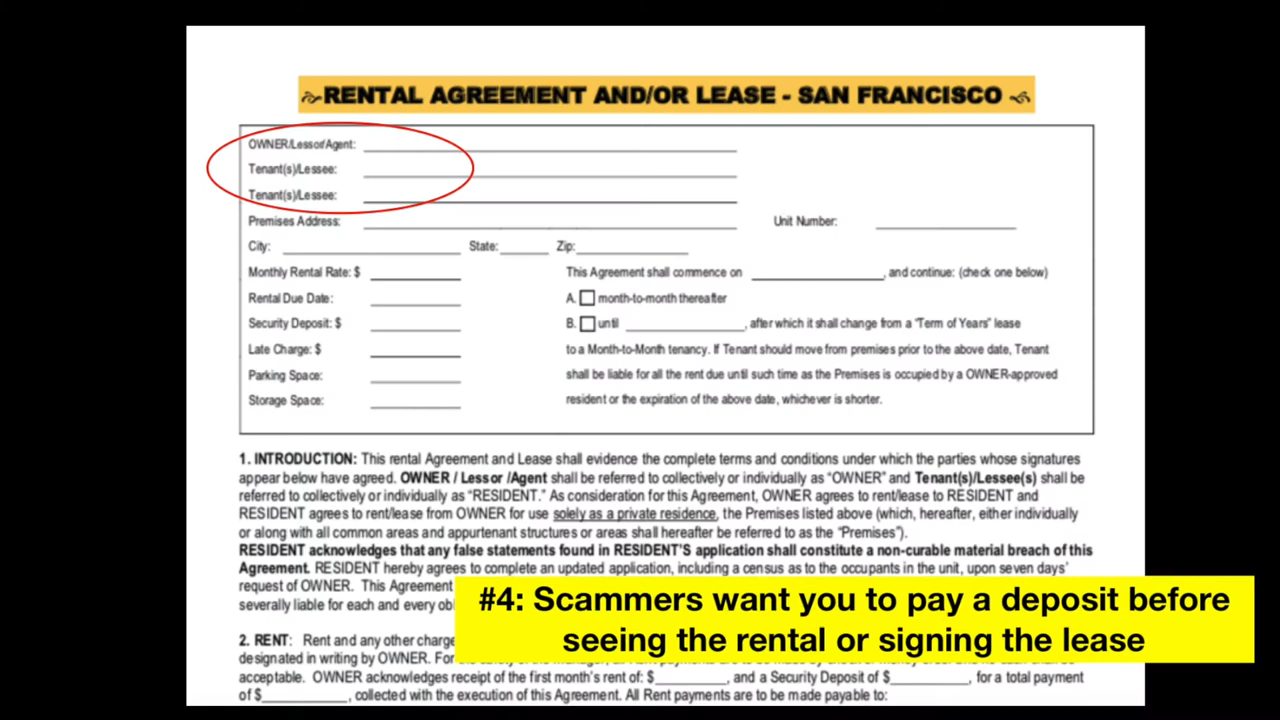 RENTAL AGREEMENT AND/OR LEASE - SAN FRANCISCO
OWNER/Lessor/Agent:
Tenant(s)/Lessee:
Tenant(s)/Lessee:
Premises Address: Unit Number:
City: State: Zip:
Monthly Rental Rate: $ This Agreement shall commence on , and continue: (check one below)
Rental Due Date: A. month-to-month thereafter
Security Deposit: $ B. until , after which it shall change from a “Term of Years” lease
Late Charge: $ to a Month-to-Month tenancy. If Tenant should move from premises prior to the above date, Tenant
Parking Space: shall be liable for all the rent due until such time as the Premises is occupied by a OWNER-approved
Storage Space: resident or the expiration of the above date, whichever is shorter.
1. INTRODUCTION: This rental Agreement and Lease shall evidence the complete terms and conditions under which the parties whose signatures
appear below have agreed. OWNER / Lessor /Agent shall be referred to collectively or individually as “OWNER” and Tenant(s)/Lessee(s) shall be
referred to collectively or individually as “RESIDENT.” As consideration for this Agreement, OWNER agrees to rent/lease to RESIDENT and
RESIDENT agrees to rent/lease from OWNER for use solely as a private residence, the Premises listed above (which, hereafter, either individually
or along with all common areas and appurtenant structures or areas shall hereafter be referred to as the “Premises”).
RESIDENT acknowledges that any false statements found in RESIDENT’S application shall constitute a non-curable material breach of this
Agreement. RESIDENT hereby agrees to complete an updated application, including a census as to the occupants in the unit, upon seven days’
request of OWNER. This Agreement
severally liable for each and every
#4: Scammers want you to pay a deposit before
seeing the rental or signing the lease
2. RENT: Rent and any other
designated in writing by OWNER.
acceptable. OWNER acknowledges receipt of the first month’s rent of: $ , and a Security Deposit of $ , for a total payment
of $ , collected with the execution of this Agreement. All Rent payments are to be made payable to: